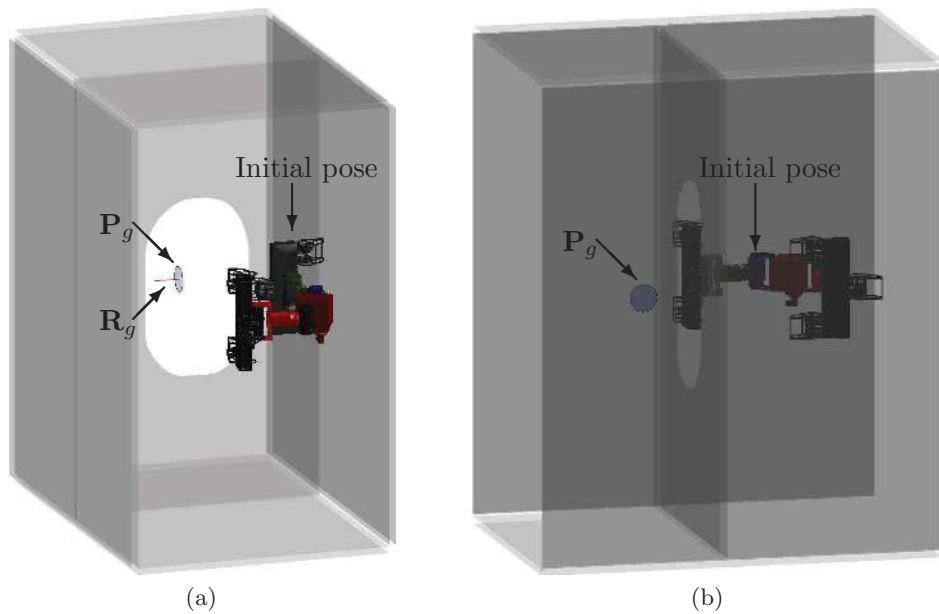 Initial pose
P_g
R_g
(a)
Initial pose
P_g
(b)